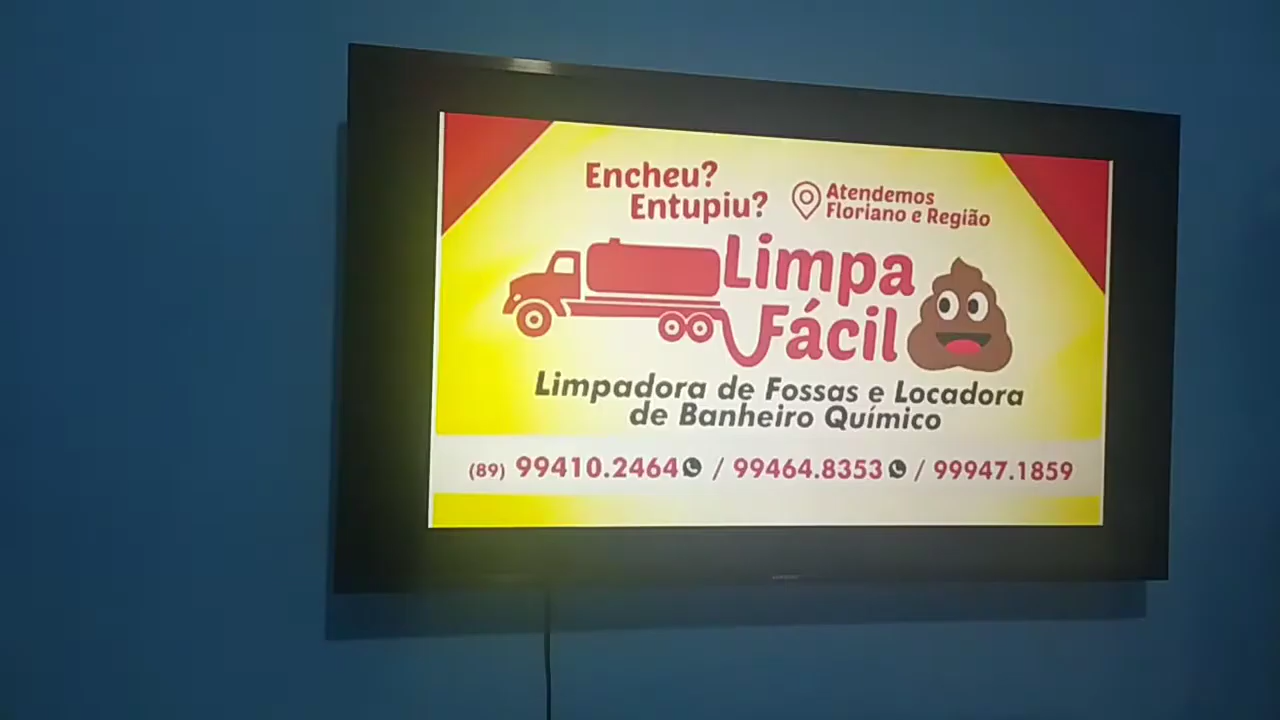 Encheu?
Entupiu?
Atendemos
Floriano e Região
Limpa
Fácil
Limpadora de Fossas e Locadora
de Banheiro Químico
(89) 99410.2464 / 99464.8353 / 99947.1859